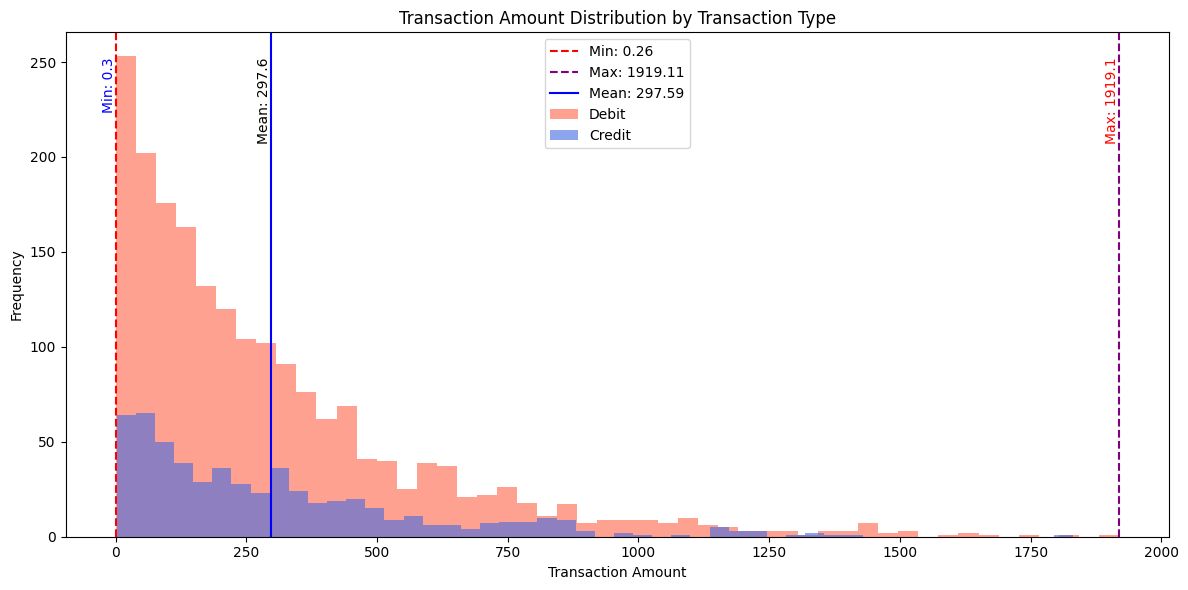 Transaction Amount Distribution by Transaction Type
Min: 0.26
Max: 1919.11
Mean: 297.59
Debit
Credit
Min: 0.3
Mean: 297.6
Max: 1919.1
Frequency
250
200
150
100
50
0
0
250
500
750
1000
1250
1500
1750
2000
Transaction Amount